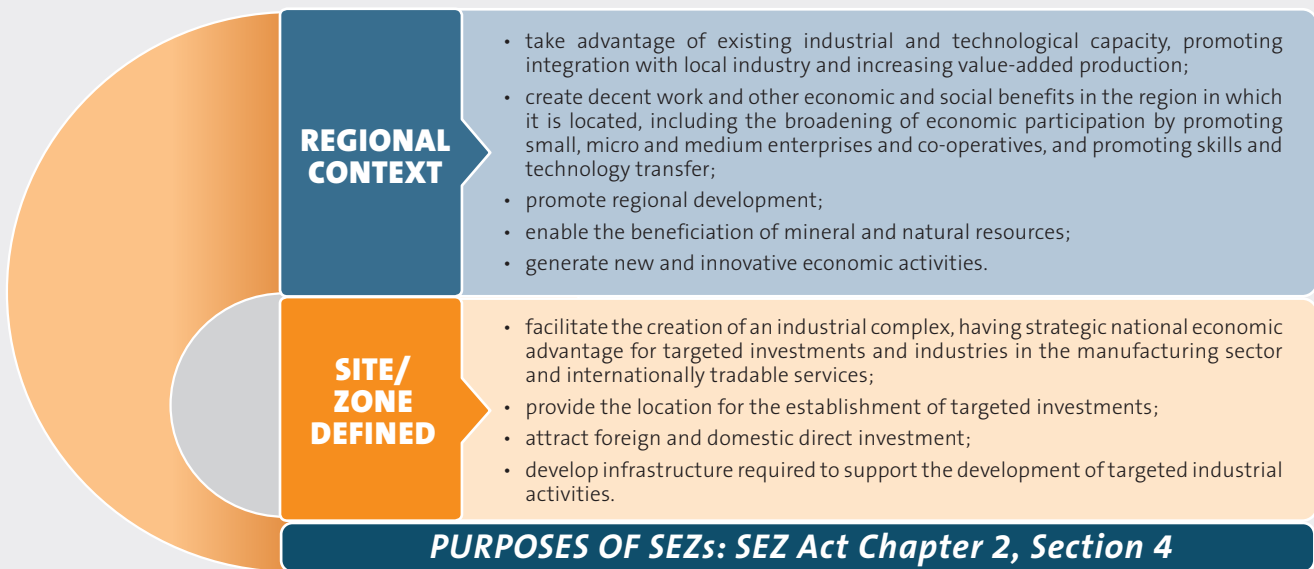 REGIONAL
CONTEXT
• take advantage of existing industrial and technological capacity, promoting
integration with local industry and increasing value-added production;
• create decent work and other economic and social benefits in the region in which
it is located, including the broadening of economic participation by promoting
small, micro and medium enterprises and co-operatives, and promoting skills and
technology transfer;
• promote regional development;
• enable the beneficiation of mineral and natural resources;
• generate new and innovative economic activities.
SITE/
ZONE
DEFINED
• facilitate the creation of an industrial complex, having strategic national economic
advantage for targeted investments and industries in the manufacturing sector
and internationally tradable services;
• provide the location for the establishment of targeted investments;
• attract foreign and domestic direct investment;
• develop infrastructure required to support the development of targeted industrial
activities.
PURPOSES OF SEZs: SEZ Act Chapter 2, Section 4